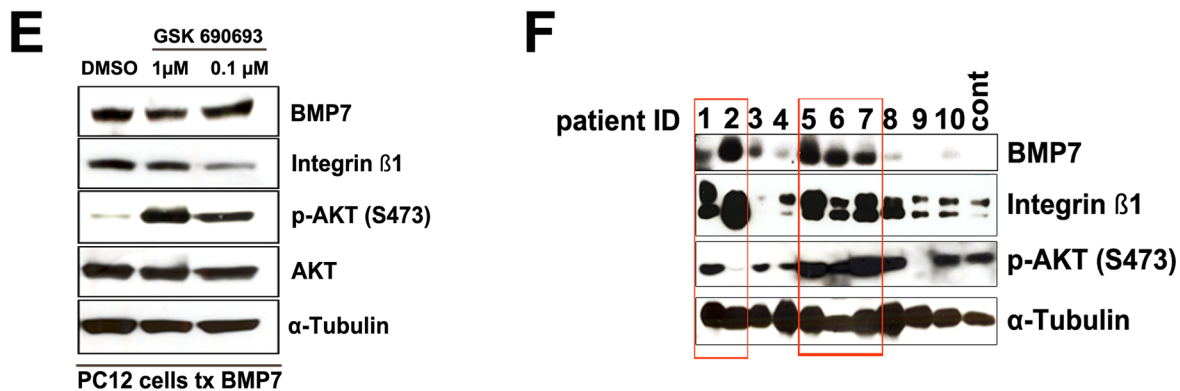 E
GSK 690693
DMSO 1µM 0.1 µM
BMP7
Integrin ß1
p-AKT (S473)
AKT
α-Tubulin
PC12 cells tx BMP7
F
patient ID 1 2 3 4 5 6 7 8 9 10 cont
BMP7
Integrin ß1
p-AKT (S473)
α-Tubulin